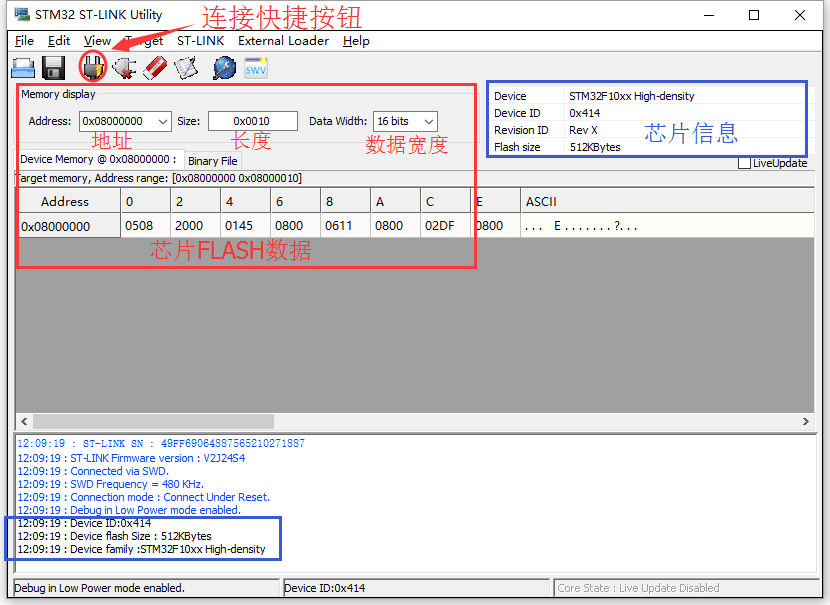 STM32 ST-LINK Utility
连接快捷按钮
File Edit View Target ST-LINK External Loader Help
SWV
Memory display
Address: 0x08000000 Size: 0x0010 Data Width: 16 bits
地址 长度 数据宽度
Device STM32F10xx High-density
Device ID 0x414
Revision ID Rev X
Flash size 512KBytes
芯片信息
LiveUpdate
Device Memory @ 0x08000000 : Binary File
Target memory, Address range: [0x08000000 0x08000010]
Address 0 2 4 6 8 A C E ASCII
0x08000000 0508 2000 0145 0800 0611 0800 02DF 0800 ... E.......?...
芯片FLASH数据
12:09:19 : ST-LINK SN : 49FF69064887565210271887
12:09:19 : ST-LINK Firmware version : V2J24S4
12:09:19 : Connected via SWD.
12:09:19 : SWD Frequency = 480 KHz.
12:09:19 : Connection mode : Connect Under Reset.
12:09:19 : Debug in Low Power mode enabled.
12:09:19 : Device ID:0x414
12:09:19 : Device flash Size : 512KBytes
12:09:19 : Device family :STM32F10xx High-density
Debug in Low Power mode enabled. Device ID:0x414 Core State : Live Update Disabled